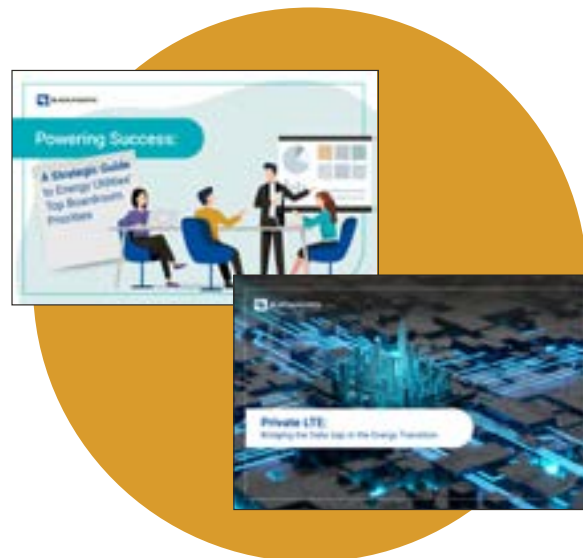 Powering Success:
A Strategic Guide
to Energy Utilities'
Top Boardroom
Priorities
Private LTE:
Bridging the Data Gap in the Energy Transition